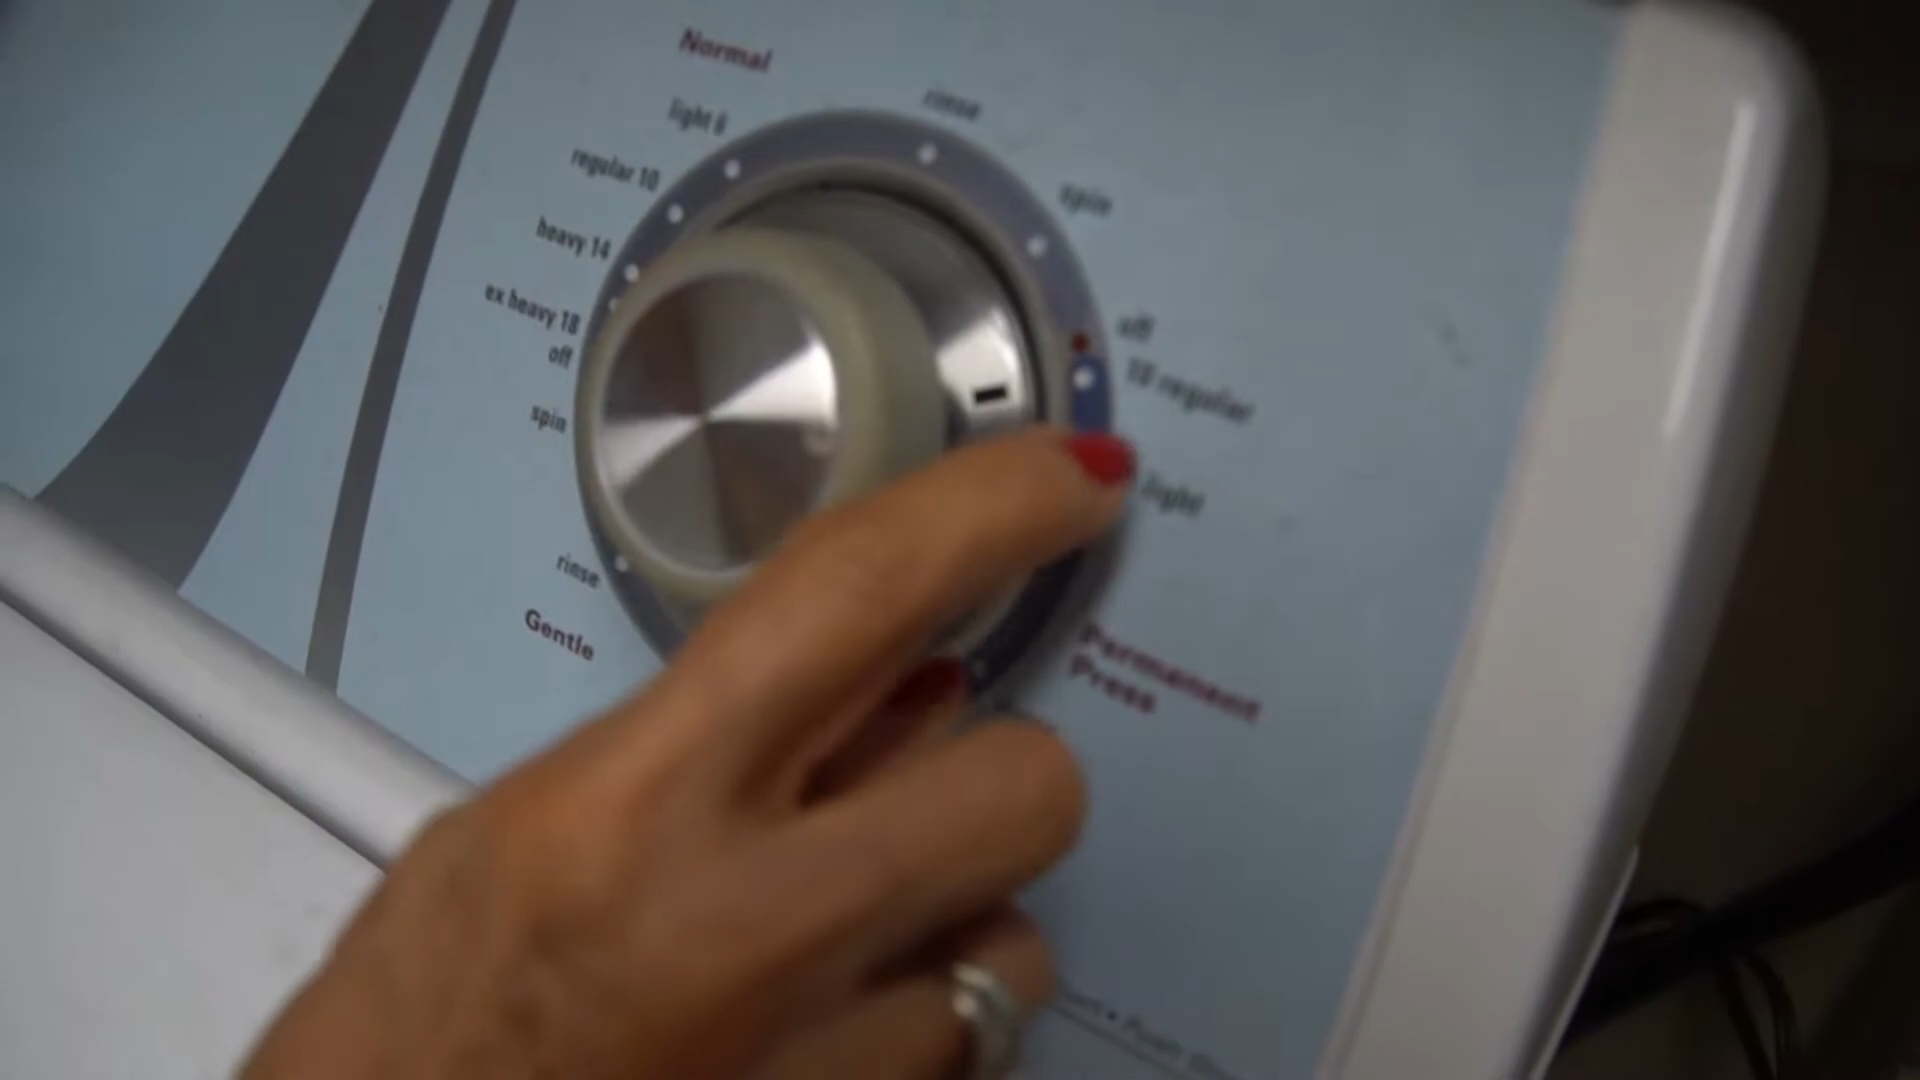 Normal
rinse
light 6
spin
regular 10
heavy 14
ex heavy 18
off
off
18 regular
spin
light
rinse
Gentle
Permanent
Press